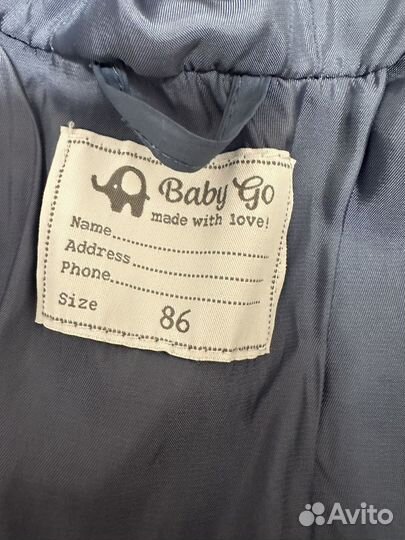 Baby Go
made with love!
Name
Address
Phone
Size 86
Avito